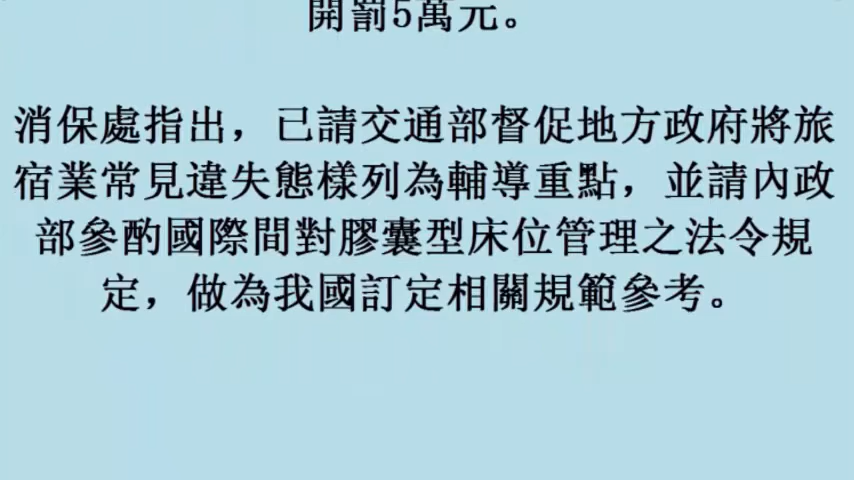 開罰5萬元。
消保處指出，已請交通部督促地方政府將旅
宿業常見違失態樣列為輔導重點，並請內政
部參酌國際間對膠囊型床位管理之法令規
定，做為我國訂定相關規範參考。